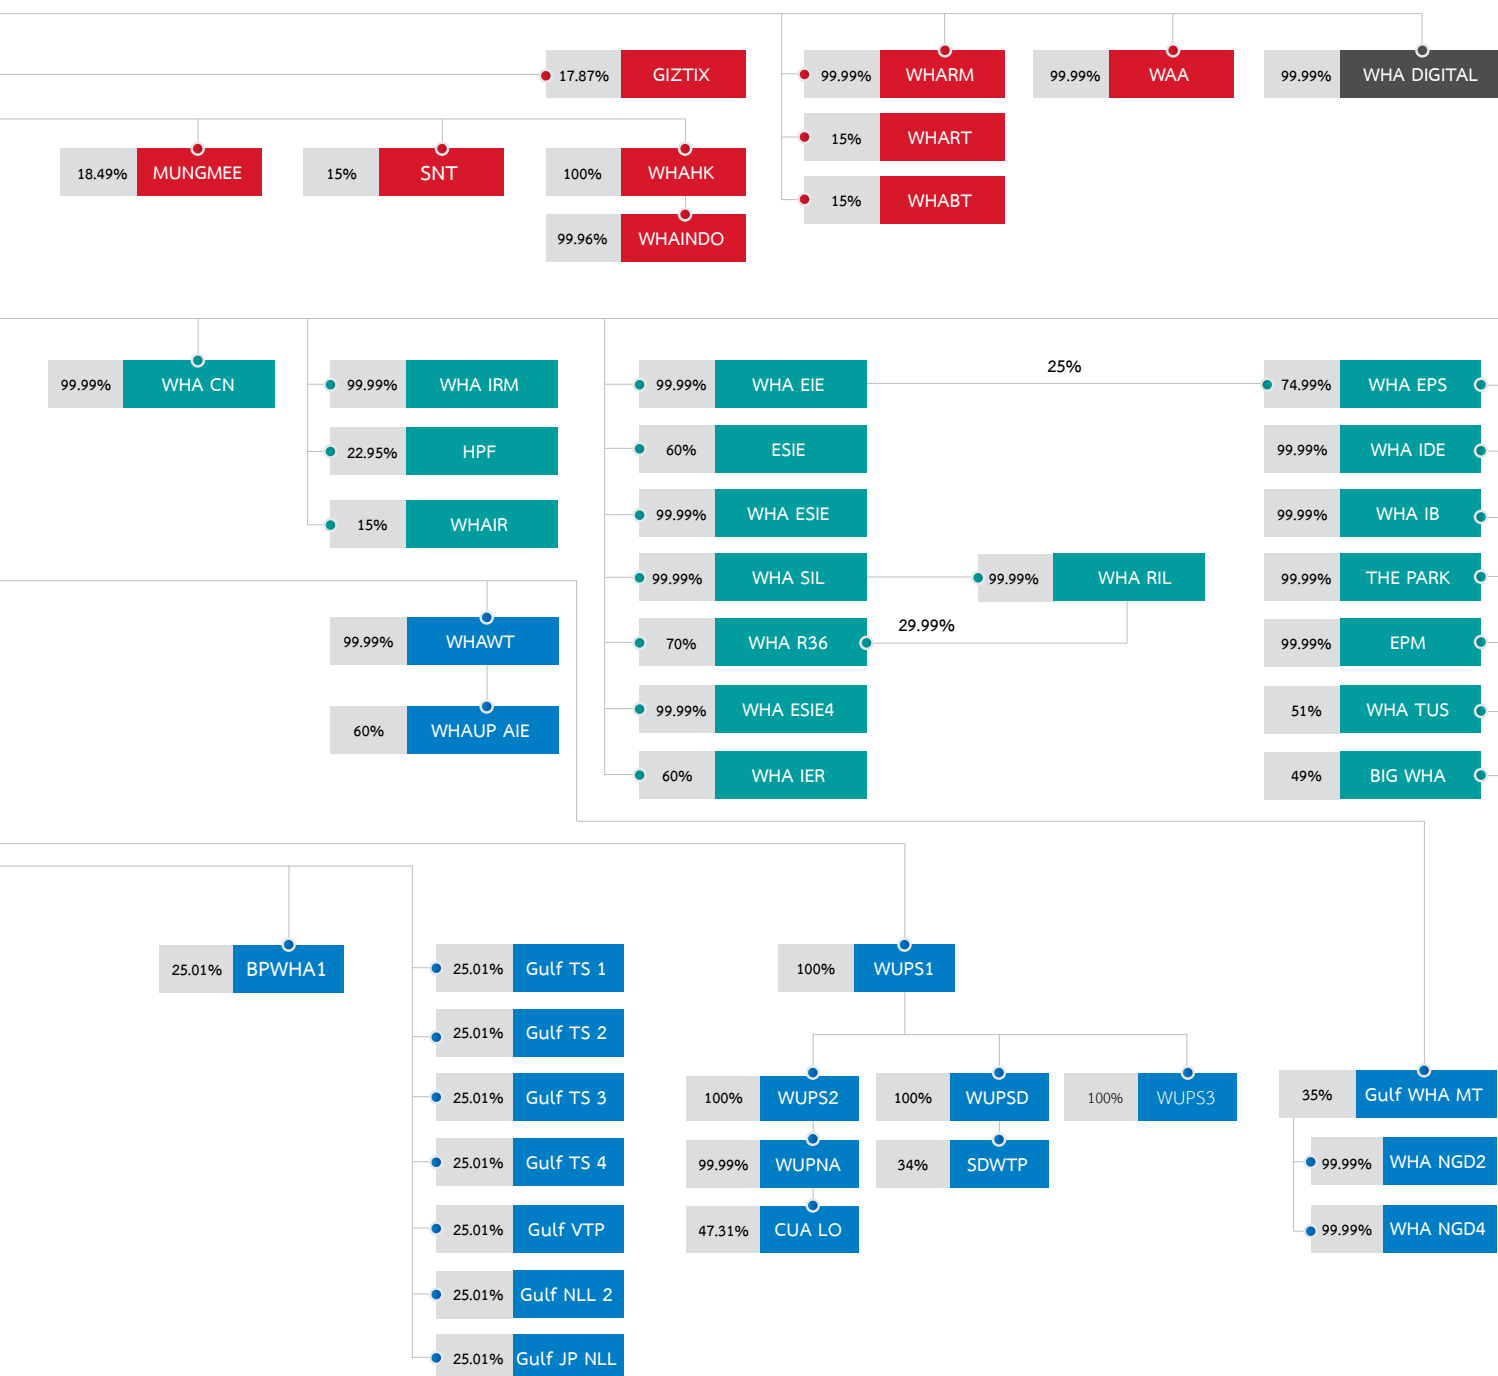 17.87% GIZTIX
99.99% WHARM
99.99% WAA
99.99% WHA DIGITAL
15% WHART
18.49% MUNGMEE
15% SNT
100% WHAHK
15% WHABT
99.96% WHAINDO
99.99% WHA CN
99.99% WHA IRM
22.95% HPF
15% WHAIR
99.99% WHA EIE
25%
60% ESIE
99.99% WHA ESIE
99.99% WHA SIL
99.99% WHA RIL
70% WHA R36
29.99%
99.99% WHA ESIE4
60% WHA IER
74.99% WHA EPS
99.99% WHA IDE
99.99% WHA IB
99.99% THE PARK
99.99% EPM
51% WHA TUS
49% BIG WHA
99.99% WHAWT
60% WHAUP AIE
25.01% BPWHA1
25.01% Gulf TS 1
25.01% Gulf TS 2
25.01% Gulf TS 3
25.01% Gulf TS 4
25.01% Gulf VTP
25.01% Gulf NLL 2
25.01% Gulf JP NLL
100% WUPS1
100% WUPS2
100% WUPSD
100% WUPS3
99.99% WUPNA
34% SDWTP
47.31% CUA LO
35% Gulf WHA MT
99.99% WHA NGD2
99.99% WHA NGD4